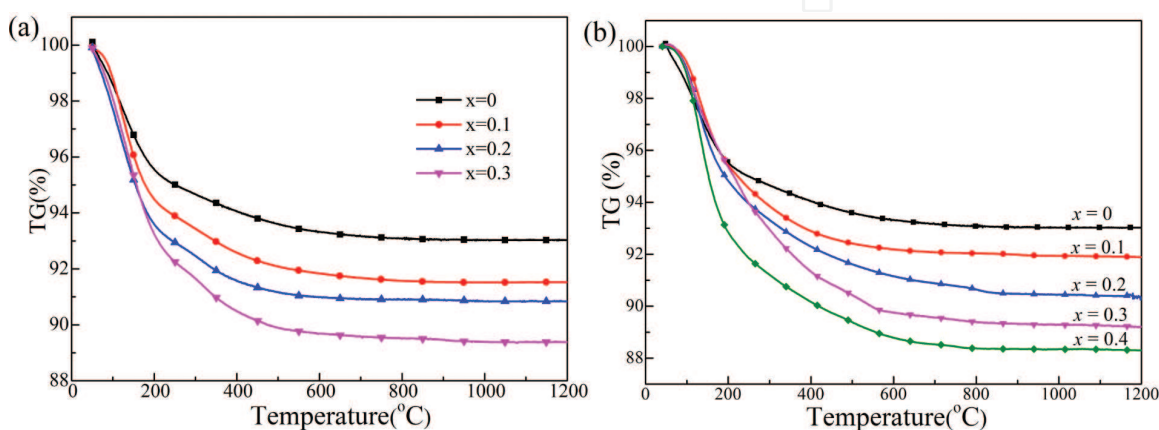 (a)
100
98
96
94
92
90
88
TG(%)
x=0
x=0.1
x=0.2
x=0.3
0 200 400 600 800 1000 1200
Temperature(°C)
(b)
100
98
96
94
92
90
88
TG (%)
x = 0
x = 0.1
x = 0.2
x = 0.3
x = 0.4
0 200 400 600 800 1000 1200
Temperature(°C)